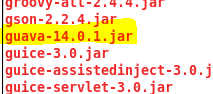 groovy-all-2.4.4.jar
gson-2.2.4.jar
guava-14.0.1.jar
guice-3.0.jar
guice-assistedinject-3.0.j
guice-servlet-3.0.jar